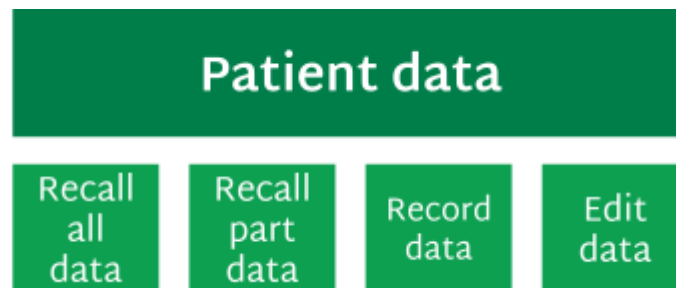 Patient data
Recall
all
data
Recall
part
data
Record
data
Edit
data